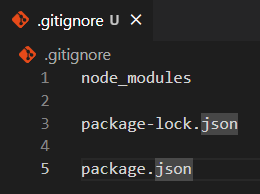 .gitignore U ×
.gitignore
1 node_modules
2
3 package-lock.json
4
5 package.json